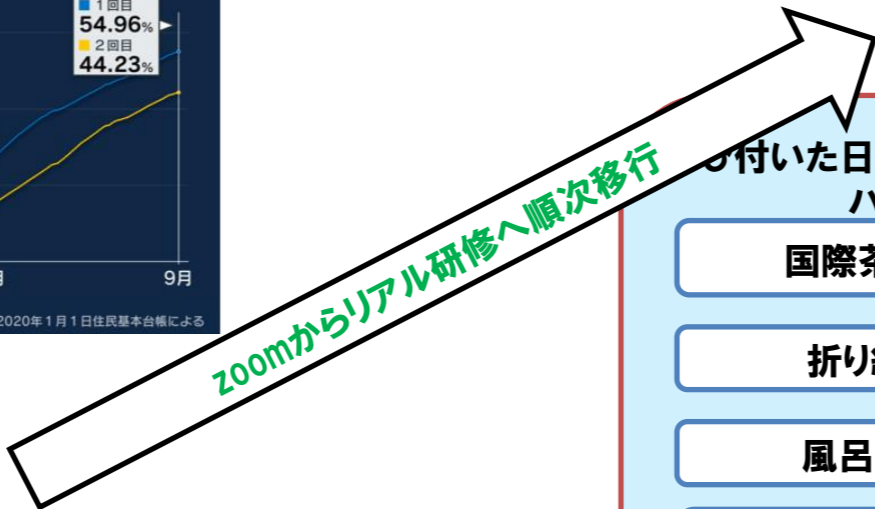 1回目
54.96%
2回目
44.23%
9月
2020年1月1日住民基本台帳による
zoomからリアル研修へ順次移行
付いた日
国際
折り
風呂